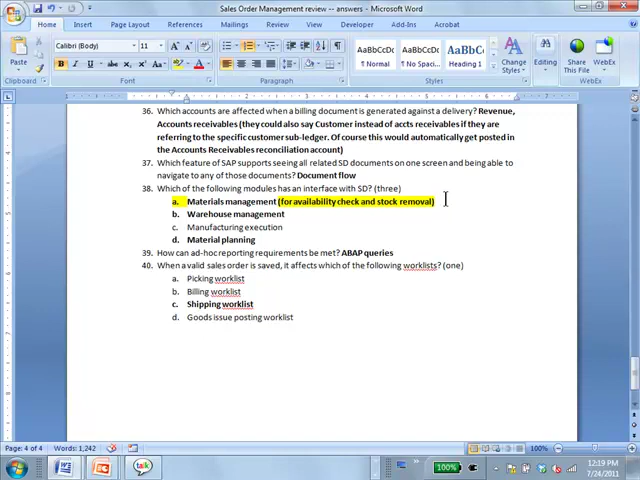 Sales Order Management review -- answers - Microsoft Word
Home
Insert
Page Layout
References
Mailings
Review
View
Developer
Add-Ins
Acrobat
Paste
Calibri (Body)
11
AaBbCcDc
AaBbCcDc
AaBbCc
¶ Normal
¶ No Spaci...
Heading 1
Change Styles
Editing
Share This File
WebEx
Clipboard
Font
Paragraph
Styles
36. Which accounts are affected when a billing document is generated against a delivery? Revenue,
Accounts receivables (they could also say Customer instead of accts receivables if they are
referring to the specific customer sub-ledger. Of course this would automatically get posted in
the Accounts Receivables reconciliation account)
37. Which feature of SAP supports seeing all related SD documents on one screen and being able to
navigate to any of those documents? Document flow
38. Which of the following modules has an interface with SD? (three)
a. Materials management (for availability check and stock removal)
b. Warehouse management
c. Manufacturing execution
d. Material planning
39. How can ad-hoc reporting requirements be met? ABAP queries
40. When a valid sales order is saved, it affects which of the following worklists? (one)
a. Picking worklist
b. Billing worklist
c. Shipping worklist
d. Goods issue posting worklist
Page: 4 of 4
Words: 1,242
100%
talk
100%
12:19 PM
7/24/2011